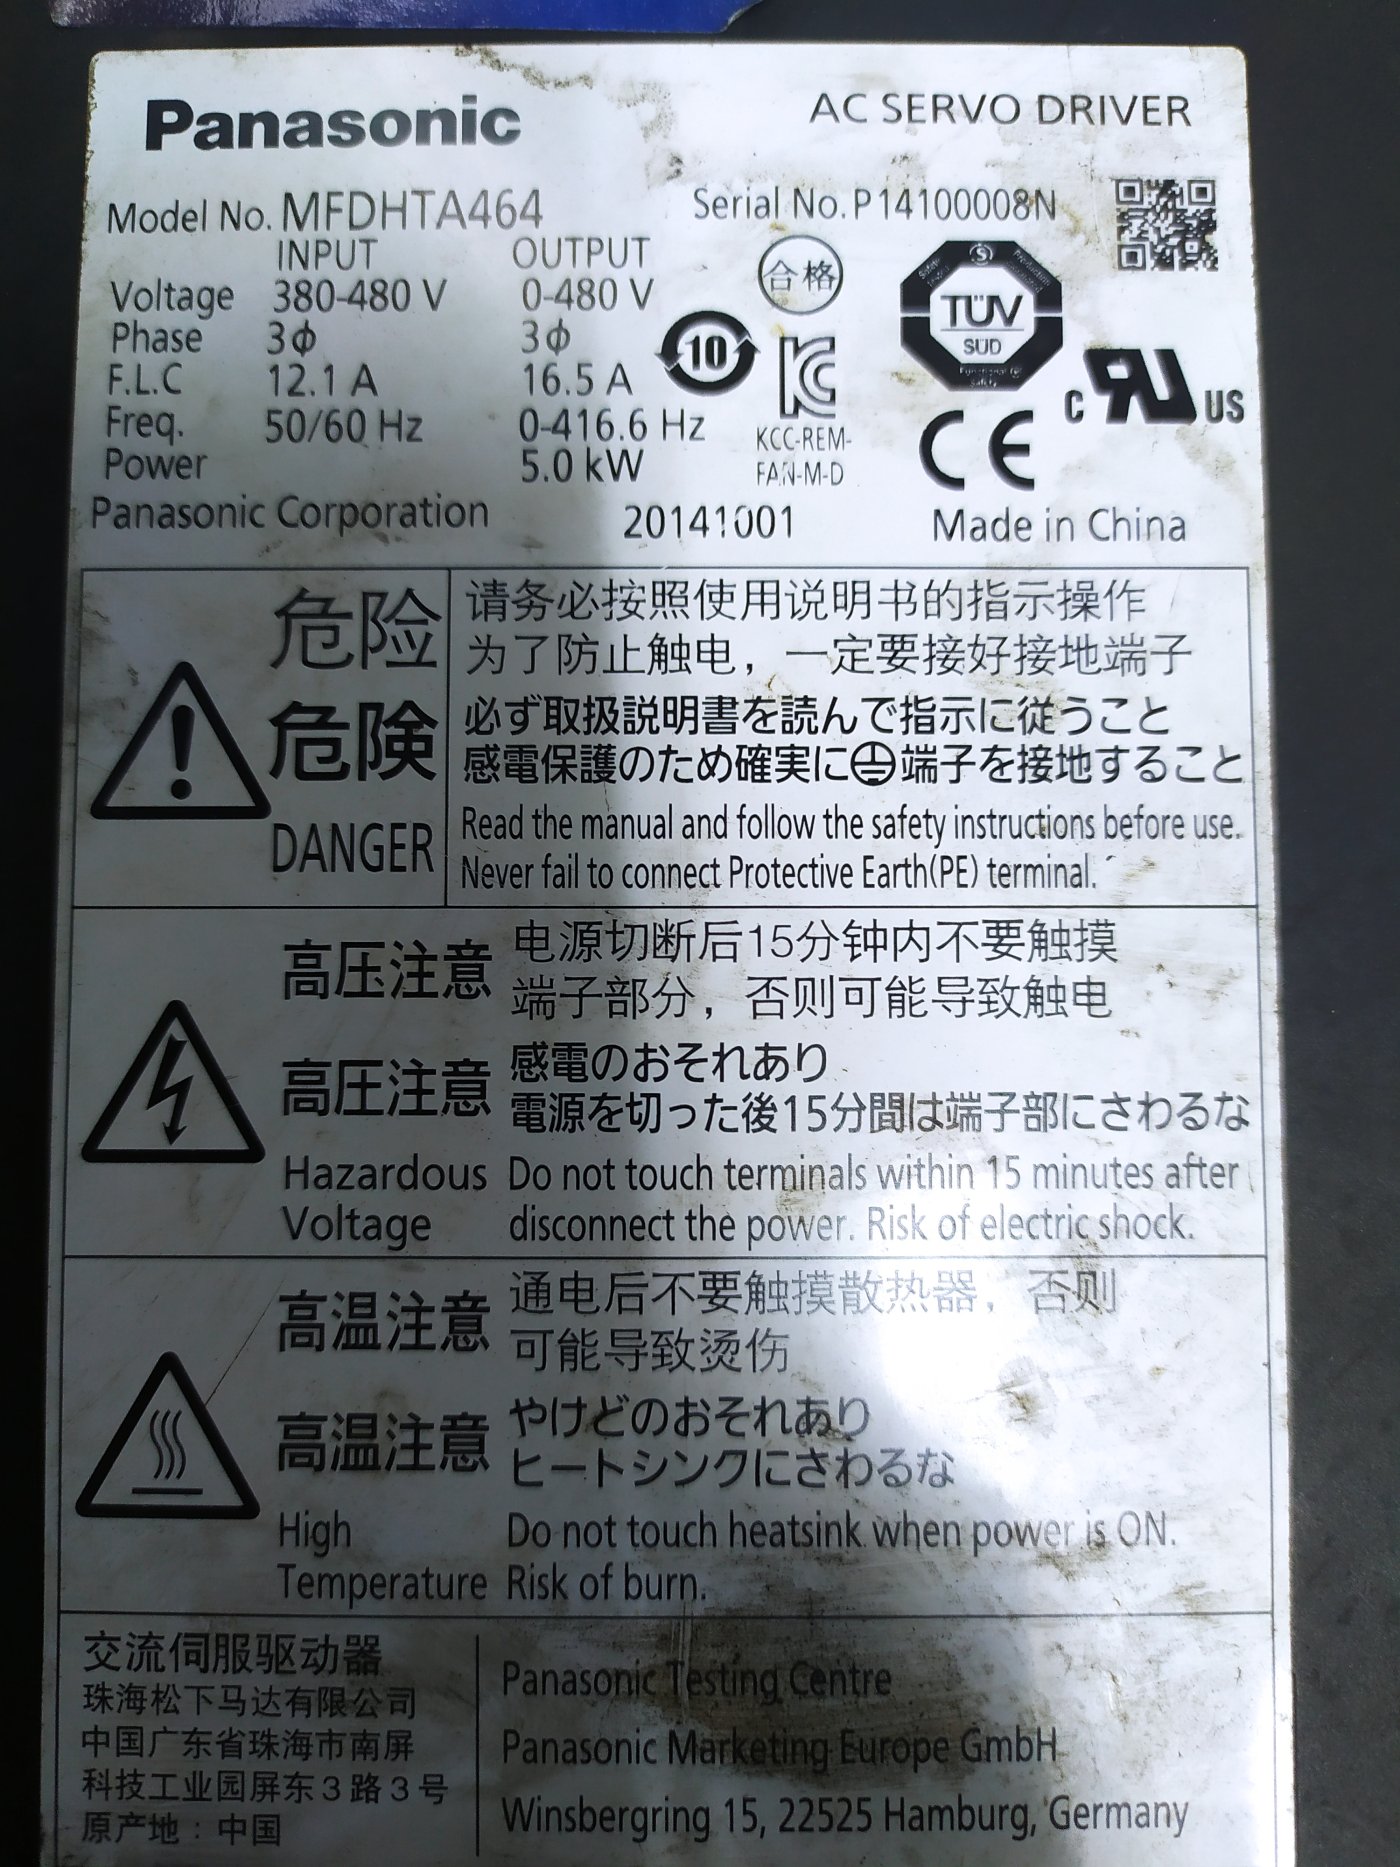 Panasonic
AC SERVO DRIVER
Model No. MFDHTA464
Serial No. P14100008N
INPUT OUTPUT
Voltage 380-480 V 0-480 V
Phase 3ϕ 3ϕ
F.L.C 12.1 A 16.5 A
Freq. 50/60 Hz 0-416.6 Hz
Power 5.0 kW
合格
10
KCC-REM-
FAN-M-D
TÜV
SÜD
CE
c US
Panasonic Corporation 20141001 Made in China
危险
危険
DANGER
请务必按照使用说明书的指示操作
为了防止触电，一定要接好接地端子
必ず取扱説明書を読んで指示に従うこと
感電保護のため確実に⏚端子を接地すること
Read the manual and follow the safety instructions before use.
Never fail to connect Protective Earth(PE) terminal.
高压注意
电源切断后15分钟内不要触摸
端子部分，否则可能导致触电
高圧注意
感電のおそれあり
電源を切った後15分間は端子部にさわるな
Hazardous
Voltage
Do not touch terminals within 15 minutes after
disconnect the power. Risk of electric shock.
高温注意
通电后不要触摸散热器，否则
可能导致烫伤
高温注意
やけどのおそれあり
ヒートシンクにさわるな
High
Temperature
Do not touch heatsink when power is ON.
Risk of burn.
交流伺服驱动器
珠海松下马达有限公司
中国广东省珠海市南屏
科技工业园屏东3路3号
原产地：中国
Panasonic Testing Centre
Panasonic Marketing Europe GmbH
Winsbergring 15, 22525 Hamburg, Germany